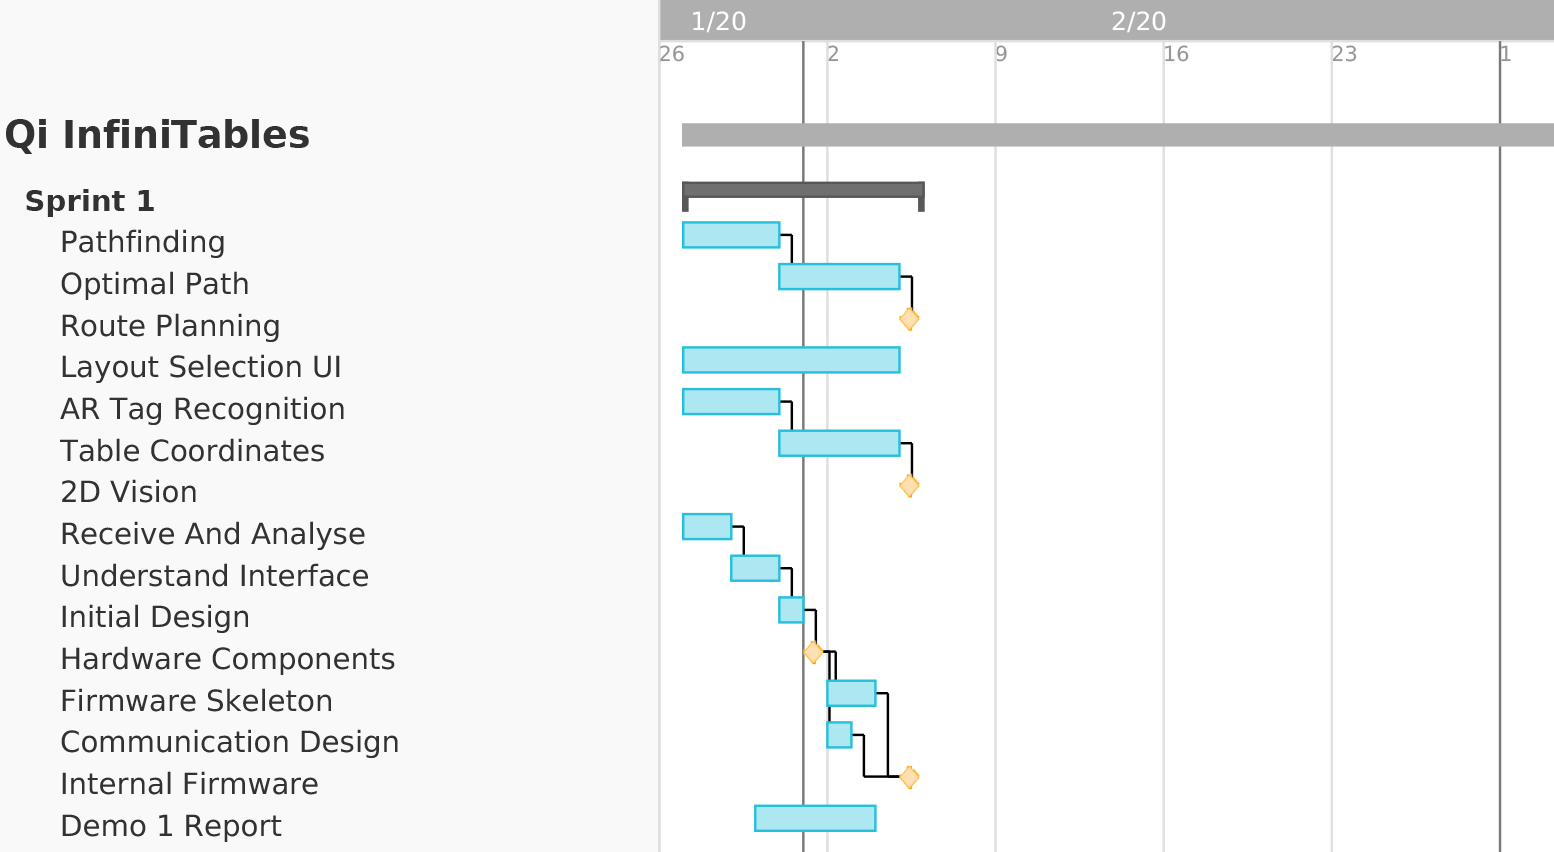 1/20 2/20
26 2 9 16 23 1
Qi InfiniTables
Sprint 1
Pathfinding
Optimal Path
Route Planning
Layout Selection UI
AR Tag Recognition
Table Coordinates
2D Vision
Receive And Analyse
Understand Interface
Initial Design
Hardware Components
Firmware Skeleton
Communication Design
Internal Firmware
Demo 1 Report